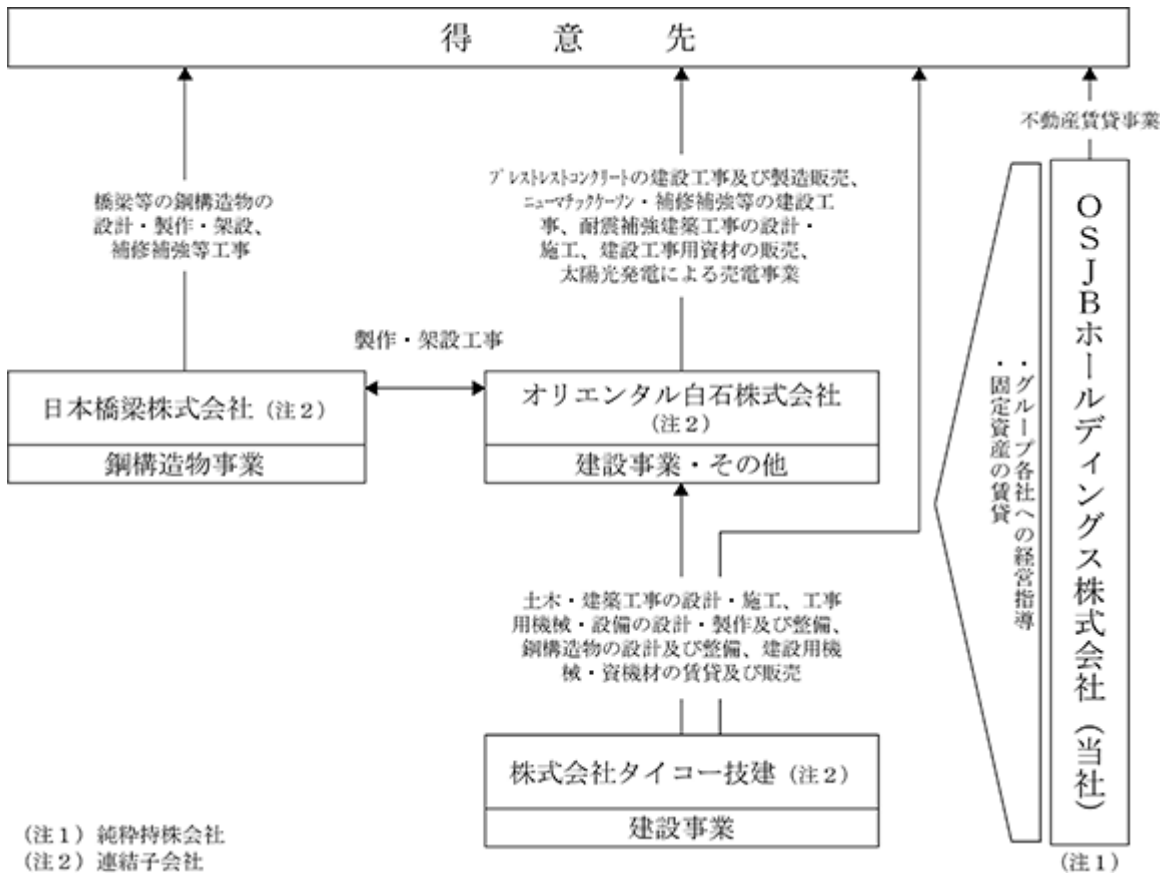 得意先
不動産賃貸事業
橋梁等の鋼構造物の
設計・製作・架設、
補修補強等工事
プレストレストコンクリートの建設工事及び製造販売、
ニューマチックケーソン・補修補強等の建設工
事、耐震補強建築工事の設計・
施工、建設工事用資材の販売、
太陽光発電による売電事業
製作・架設工事
日本橋梁株式会社（注２）
鋼構造物事業
オリエンタル白石株式会社
（注２）
建設事業・その他
土木・建築工事の設計・施工、工事
用機械・設備の設計・製作及び整備、
鋼構造物の設計及び整備、建設用機
械・資機材の賃貸及び販売
株式会社タイコー技建（注２）
建設事業
ＯＳＪＢホールディングス株式会社（当社）
・グループ各社への経営指導
・固定資産の賃貸
（注１）
（注１）純粋持株会社
（注２）連結子会社